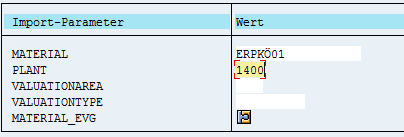 Import-Parameter Wert
MATERIAL ERPKÖ01
PLANT 1400
VALUATIONAREA
VALUATIONTYPE
MATERIAL_EVG